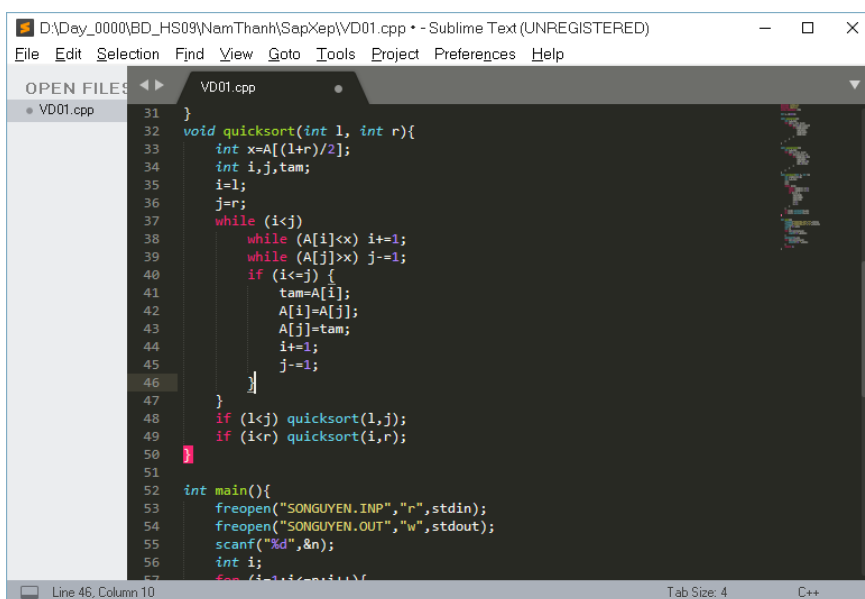 D:\Day_0000\BD_HS09\NamThanh\SapXep\VD01.cpp • - Sublime Text (UNREGISTERED)
File Edit Selection Find View Goto Tools Project Preferences Help
OPEN FILES
VD01.cpp
VD01.cpp
31 }
32 void quicksort(int l, int r){
33     int x=A[(l+r)/2];
34     int i,j,tam;
35     i=l;
36     j=r;
37     while (i<j)
38         while (A[i]<x) i+=1;
39         while (A[j]>x) j-=1;
40         if (i<=j) {
41             tam=A[i];
42             A[i]=A[j];
43             A[j]=tam;
44             i+=1;
45             j-=1;
46         }
47     }
48     if (l<j) quicksort(l,j);
49     if (i<r) quicksort(i,r);
50 }
51
52 int main(){
53     freopen("SONGUYEN.INP","r",stdin);
54     freopen("SONGUYEN.OUT","w",stdout);
55     scanf("%d",&n);
56     int i;
57     for (i=1;i<=n;i++){
Line 46, Column 10
Tab Size: 4
C++